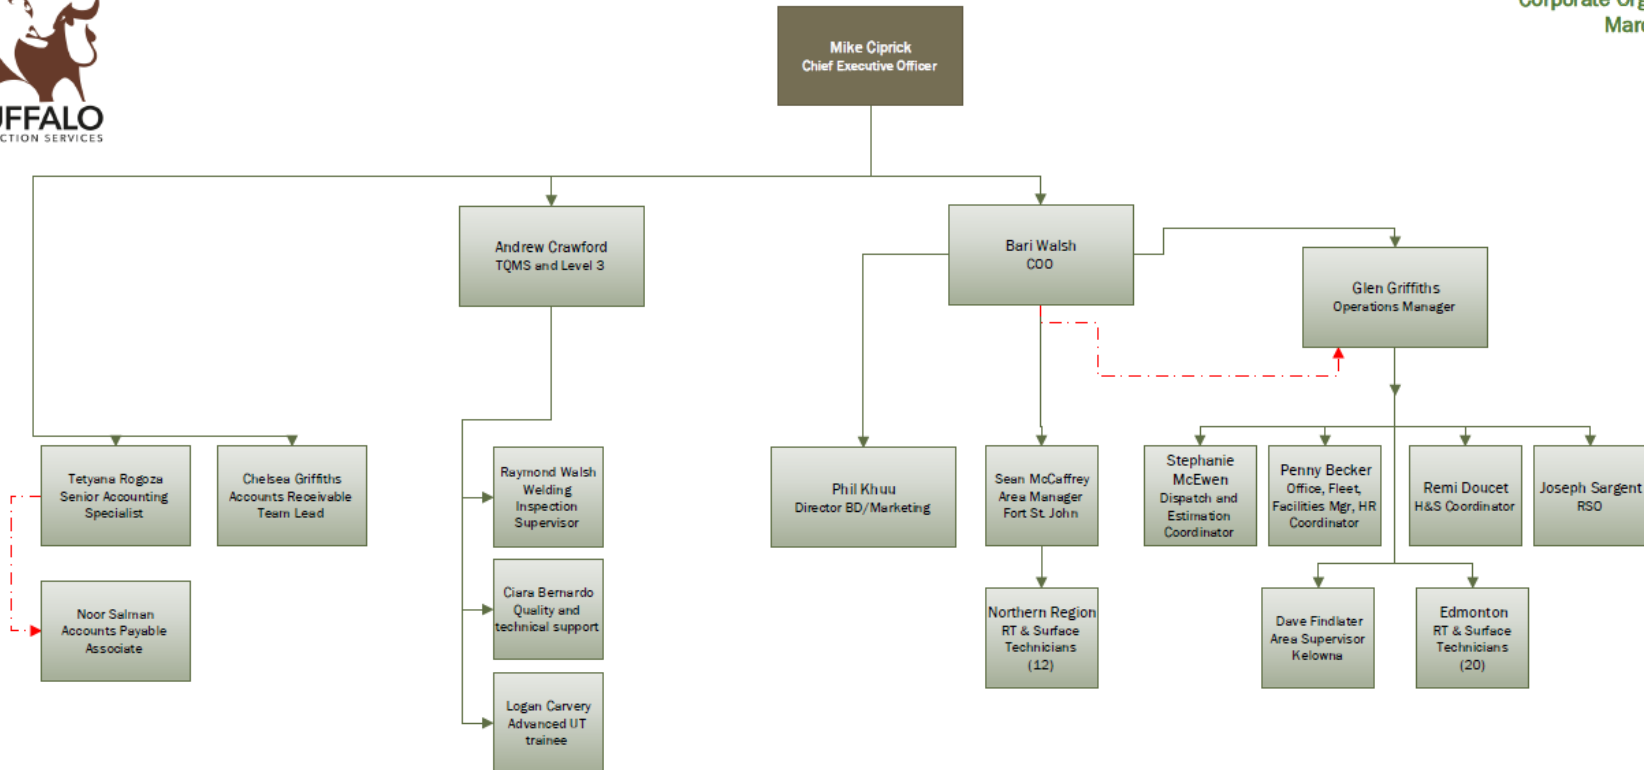 Corporate
UFFALO
CTION SERVICES
Mike Ciprick
Chief Executive Officer
Andrew Crawford
TQMS and Level 3
Bari Walsh
COO
Glen Griffiths
Operations Manager
Tetyana Rogoza
Senior Accounting
Specialist
Chelsea Griffiths
Accounts Receivable
Team Lead
Noor Salman
Accounts Payable
Associate
Raymond Walsh
Welding
Inspection
Supervisor
Ciara Bernardo
Quality and
technical support
Logan Carvery
Advanced UT
trainee
Phil Khuu
Director BD/Marketing
Sean McCaffrey
Area Manager
Fort St. John
Northern Region
RT & Surface
Technicians
(12)
Stephanie
McEwen
Dispatch and
Estimation
Coordinator
Penny Becker
Office, Fleet,
Facilities Mgr, HR
Coordinator
Remi Doucet
H&S Coordinator
Joseph Sargent
RSO
Dave Findlater
Area Supervisor
Kelowna
Edmonton
RT & Surface
Technicians
(20)